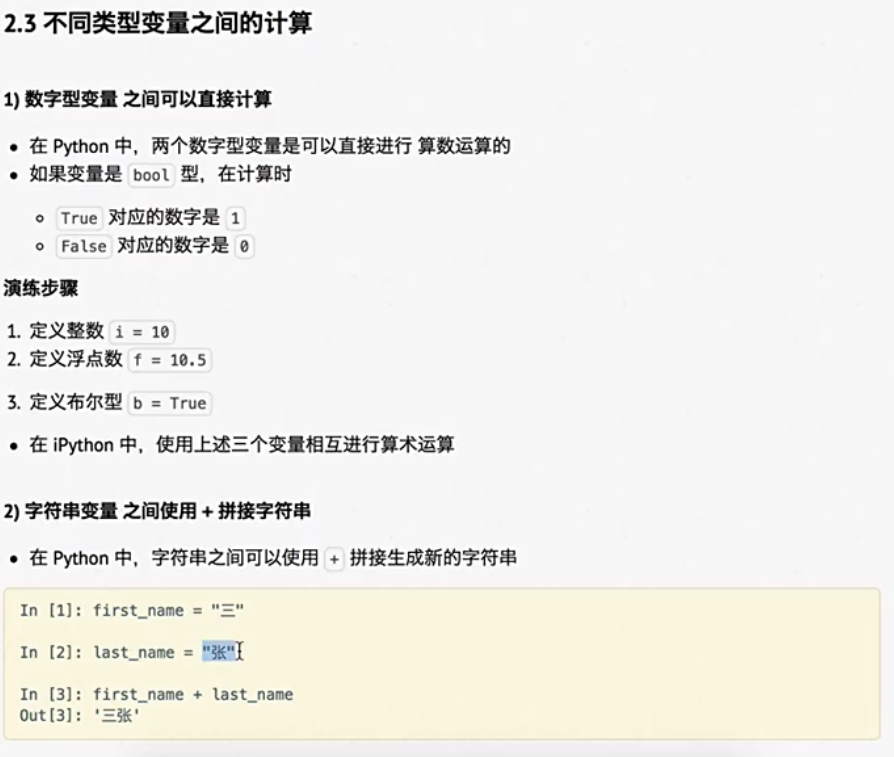 2.3 不同类型变量之间的计算
1) 数字型变量 之间可以直接计算
在 Python 中，两个数字型变量是可以直接进行 算数运算的
如果变量是 bool 型，在计算时
True 对应的数字是 1
False 对应的数字是 0
演练步骤
1. 定义整数 i = 10
2. 定义浮点数 f = 10.5
3. 定义布尔型 b = True
在 iPython 中，使用上述三个变量相互进行算术运算
2) 字符串变量 之间使用 + 拼接字符串
在 Python 中，字符串之间可以使用 + 拼接生成新的字符串
In [1]: first_name = "三"
In [2]: last_name = "张"
In [3]: first_name + last_name
Out[3]: '三张'